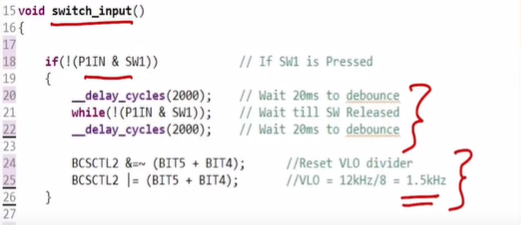 15 void switch_input()
16 {
17
18 if(!(P1IN & SW1)) // If SW1 is Pressed
19 {
20 __delay_cycles(2000); // Wait 20ms to debounce
21 while(!(P1IN & SW1)); // Wait till SW Released
22 __delay_cycles(2000); // Wait 20ms to debounce
23
24 BCSCTL2 &=~ (BIT5 + BIT4); //Reset VLO divider
25 BCSCTL2 |= (BIT5 + BIT4); //VLO = 12kHz/8 = 1.5kHz
26 }
27